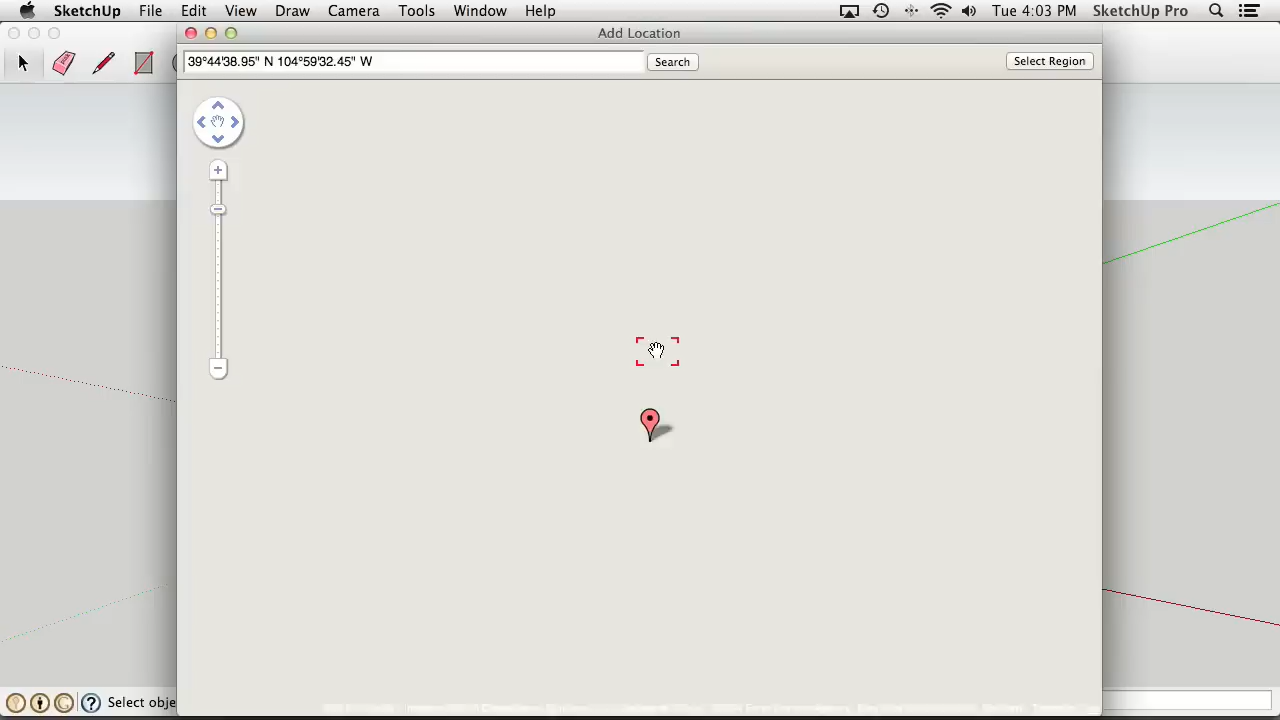 SketchUp File Edit View Draw Camera Tools Window Help Tue 4:03 PM SketchUp Pro
Add Location
39°44'38.95" N 104°59'32.45" W Search Select Region
Select obje